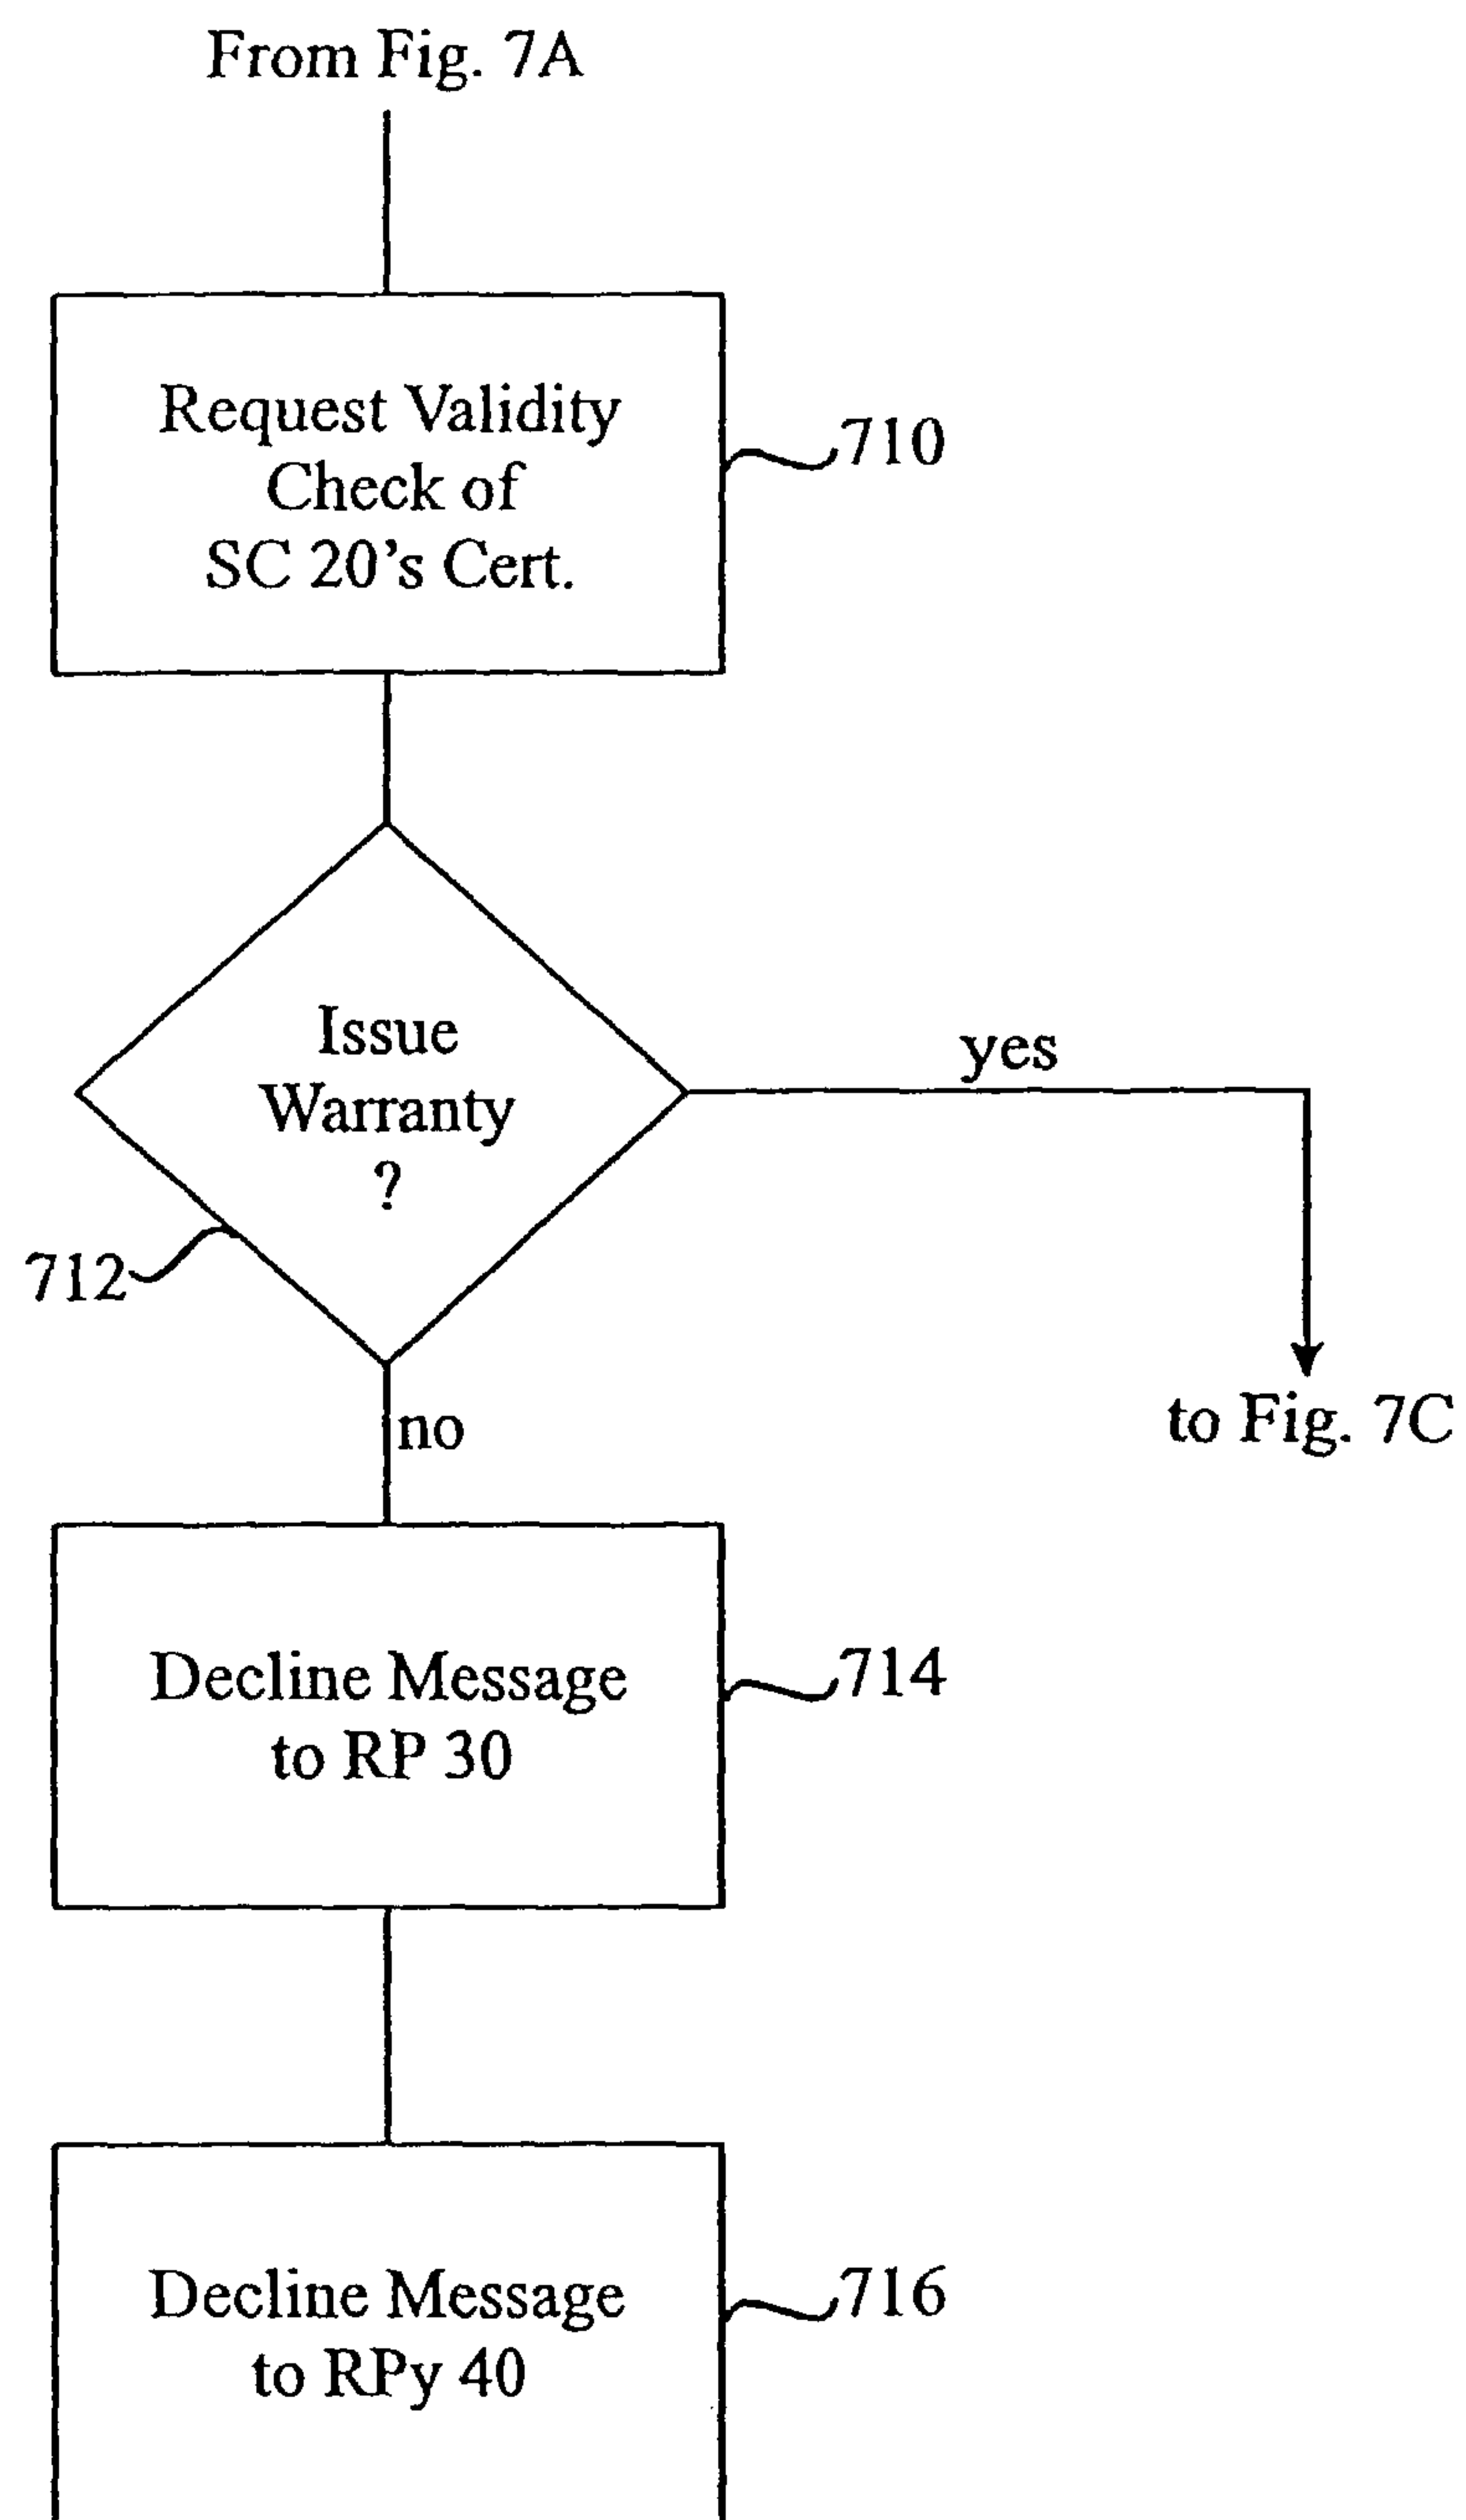 From Fig. 7A
Request Validity
Check of
SC 20’s Cert.
710
Issue
Warranty
?
yes
712
no
to Fig. 7C
Decline Message
to RP 30
714
Decline Message
to RPy 40
716